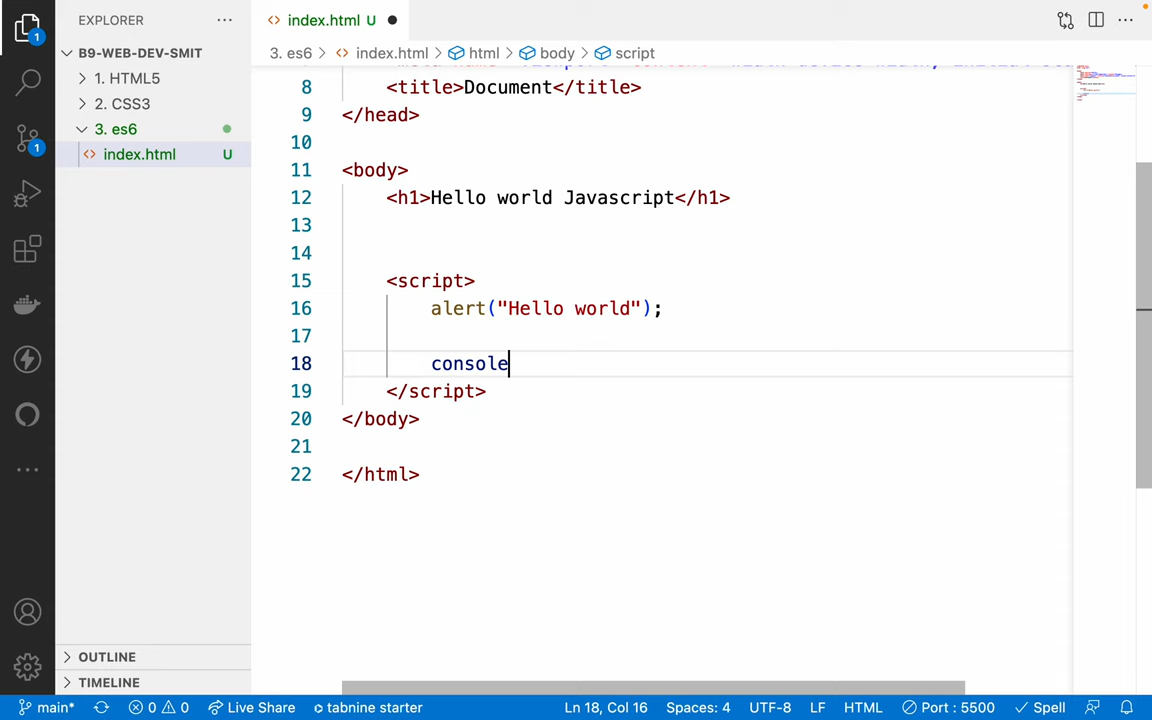 EXPLORER
index.html U
B9-WEB-DEV-SMIT
3. es6 > index.html > html > body > script
1. HTML5
2. CSS3
3. es6
index.html U
8 <title>Document</title>
9 </head>
10
11 <body>
12 <h1>Hello world Javascript</h1>
13
14
15 <script>
16 alert("Hello world");
17
18 console
19 </script>
20 </body>
21
22 </html>
1
1
OUTLINE
TIMELINE
main* 0 0 Live Share tabnine starter Ln 18, Col 16 Spaces: 4 UTF-8 LF HTML Port : 5500 Spell